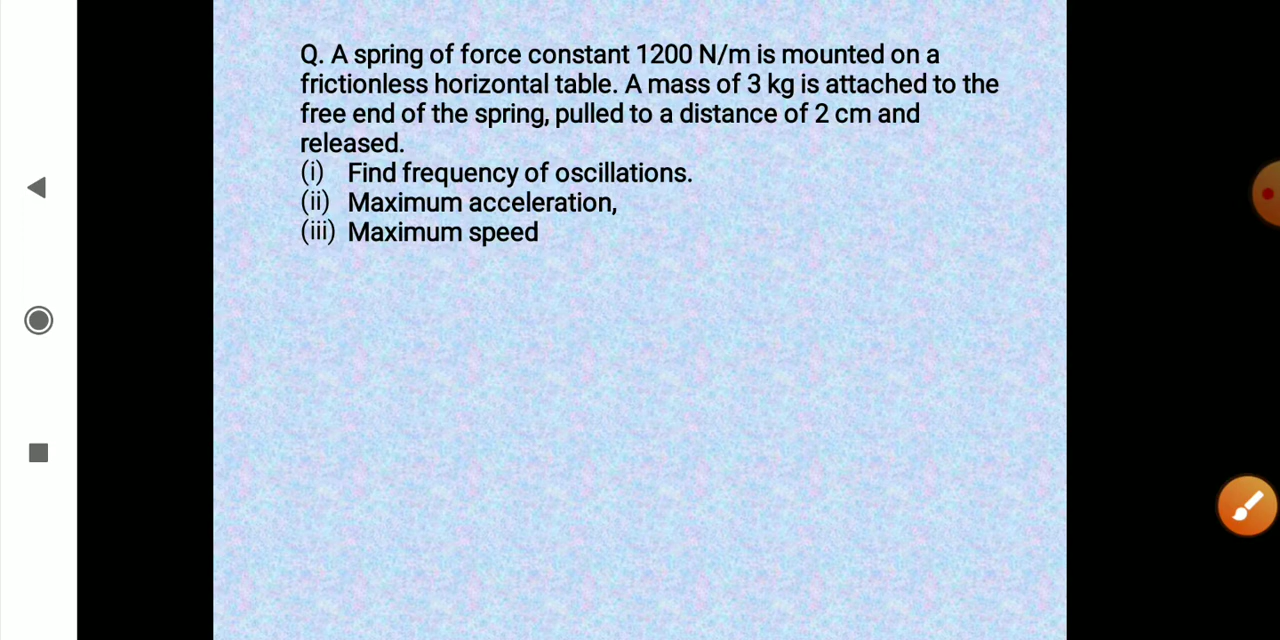 Q. A spring of force constant 1200 N/m is mounted on a
frictionless horizontal table. A mass of 3 kg is attached to the
free end of the spring, pulled to a distance of 2 cm and
released.
(i) Find frequency of oscillations.
(ii) Maximum acceleration,
(iii) Maximum speed